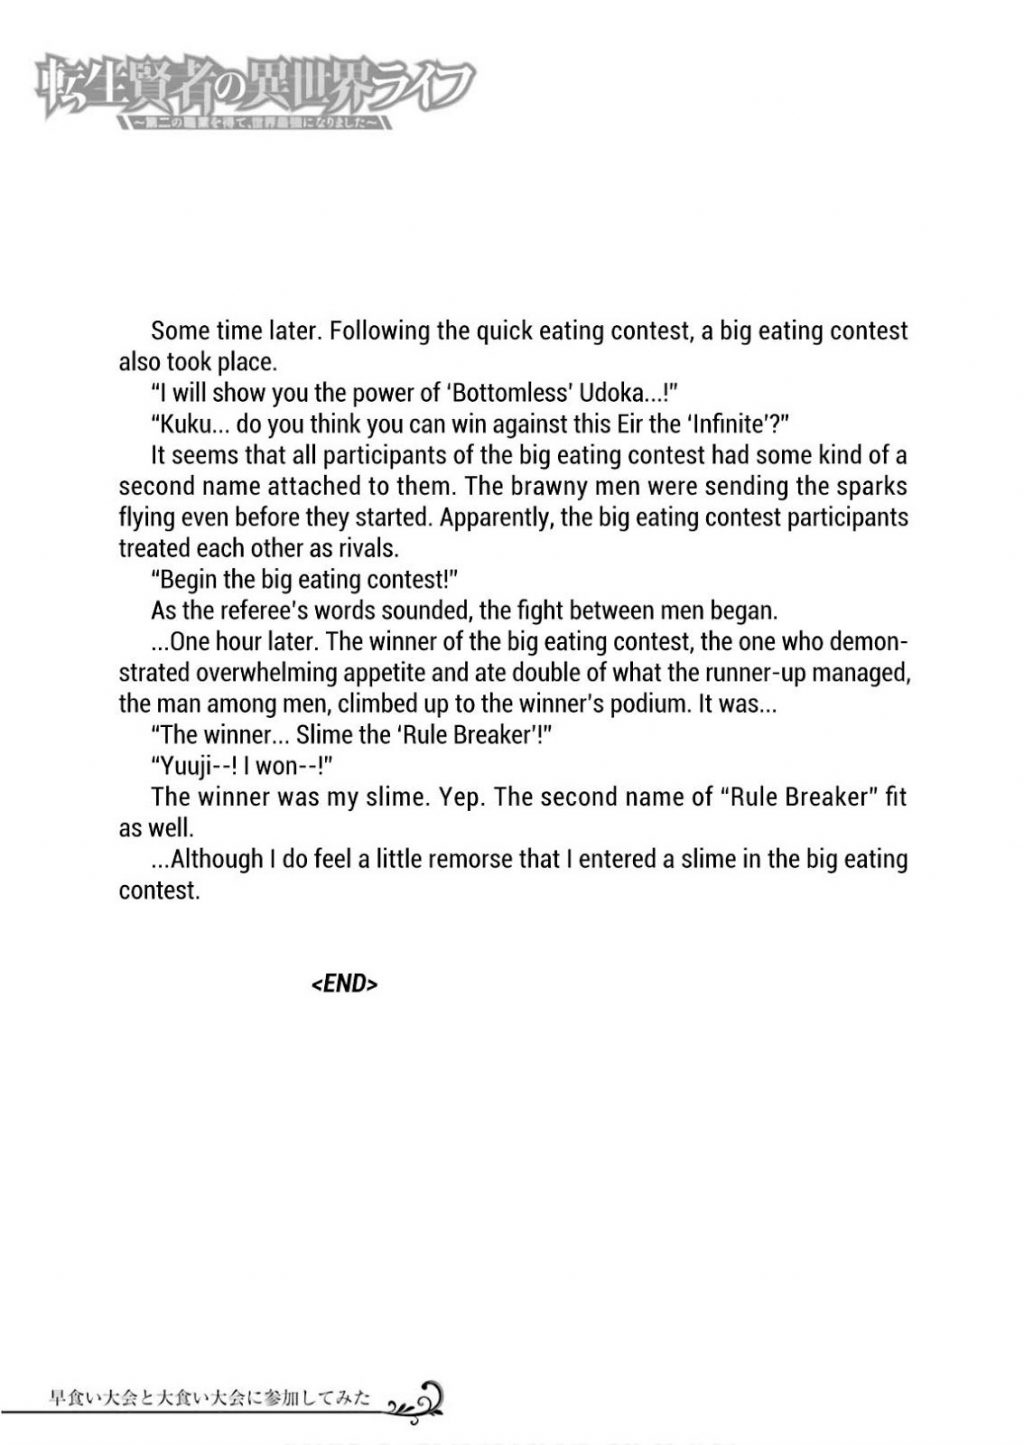 転生賢者の異世界ライフ
～第二の職業を得て、世界最強になりました～
Some time later. Following the quick eating contest, a big eating contest
also took place.
“I will show you the power of ‘Bottomless’ Udoka...!”
“Kuku... do you think you can win against this Eir the ‘Infinite’?”
It seems that all participants of the big eating contest had some kind of a
second name attached to them. The brawny men were sending the sparks
flying even before they started. Apparently, the big eating contest participants
treated each other as rivals.
“Begin the big eating contest!”
As the referee’s words sounded, the fight between men began.
...One hour later. The winner of the big eating contest, the one who demon-
strated overwhelming appetite and ate double of what the runner-up managed,
the man among men, climbed up to the winner’s podium. It was...
“The winner... Slime the ‘Rule Breaker’!”
“Yuuji--! I won--!”
The winner was my slime. Yep. The second name of “Rule Breaker” fit
as well.
...Although I do feel a little remorse that I entered a slime in the big eating
contest.
<END>
早食い大会と大食い大会に参加してみた